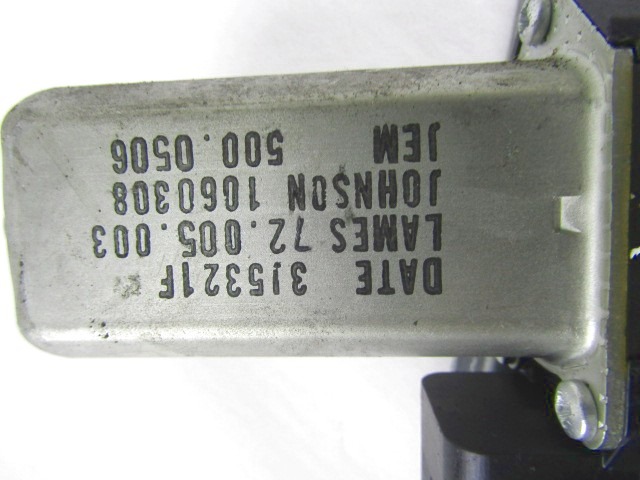 DATE 315321F
LAMES 72.005.003
JOHNSON 1060308
JEM 500.0506